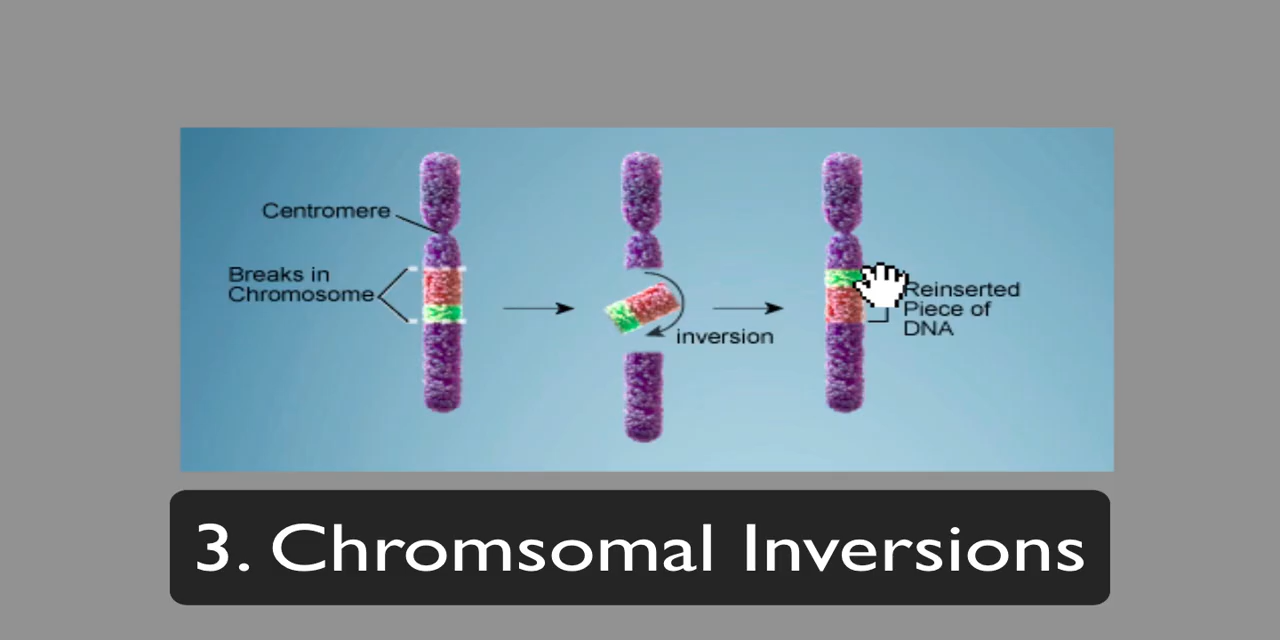 Centromere
Breaks in
Chromosome
inversion
Reinserted
Piece of
DNA
3. Chromsomal Inversions